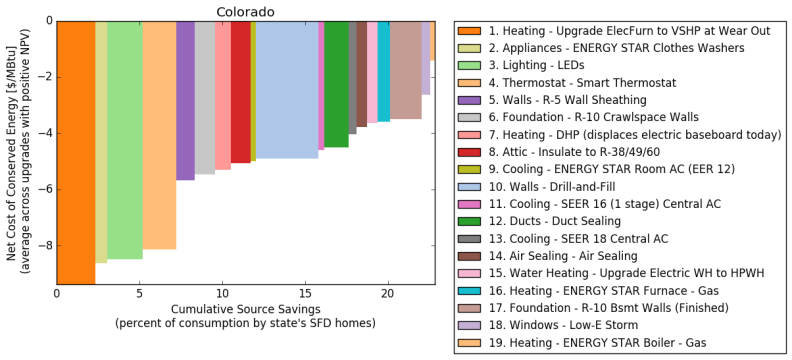 Colorado
Net Cost of Conserved Energy [$/MBtu]
(average across upgrades with positive NPV)
0
−2
−4
−6
−8
0
5
10
15
20
Cumulative Source Savings
(percent of consumption by state's SFD homes)
1. Heating - Upgrade ElecFurn to VSHP at Wear Out
2. Appliances - ENERGY STAR Clothes Washers
3. Lighting - LEDs
4. Thermostat - Smart Thermostat
5. Walls - R-5 Wall Sheathing
6. Foundation - R-10 Crawlspace Walls
7. Heating - DHP (displaces electric baseboard today)
8. Attic - Insulate to R-38/49/60
9. Cooling - ENERGY STAR Room AC (EER 12)
10. Walls - Drill-and-Fill
11. Cooling - SEER 16 (1 stage) Central AC
12. Ducts - Duct Sealing
13. Cooling - SEER 18 Central AC
14. Air Sealing - Air Sealing
15. Water Heating - Upgrade Electric WH to HPWH
16. Heating - ENERGY STAR Furnace - Gas
17. Foundation - R-10 Bsmt Walls (Finished)
18. Windows - Low-E Storm
19. Heating - ENERGY STAR Boiler - Gas